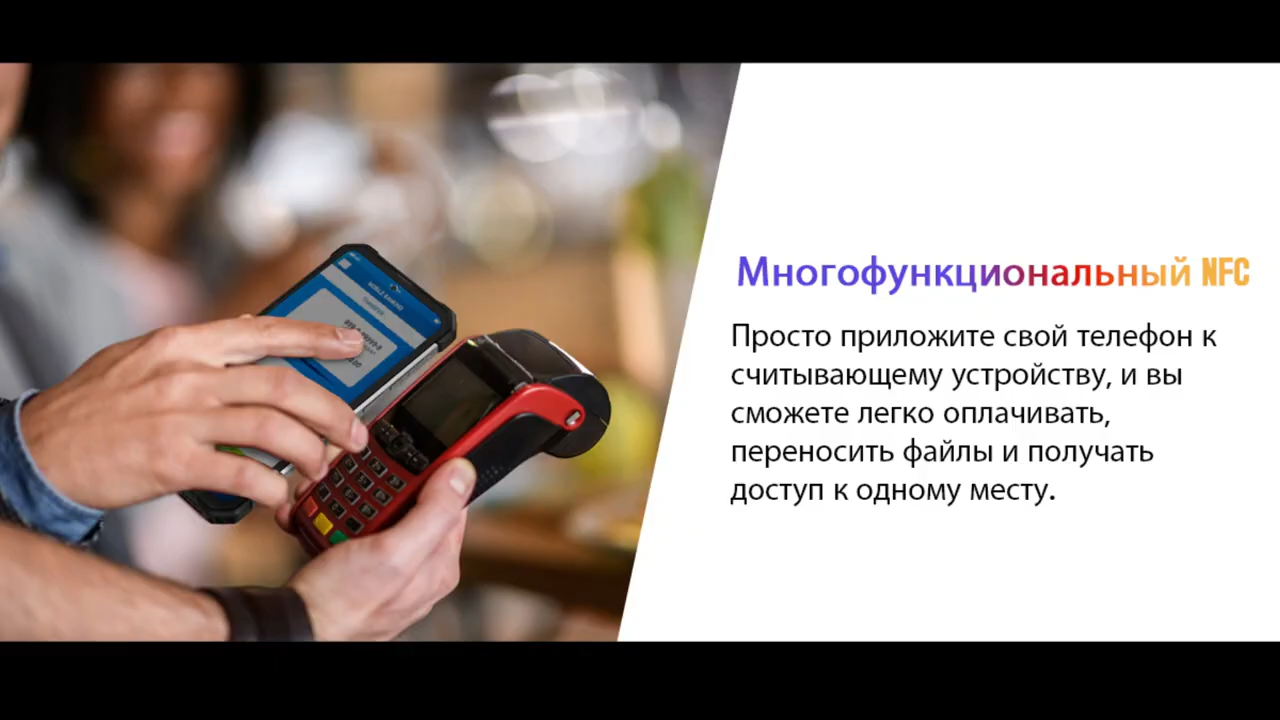 Многофункциональный NFC
Просто приложите свой телефон к
считывающему устройству, и вы
сможете легко оплачивать,
переносить файлы и получать
доступ к одному месту.